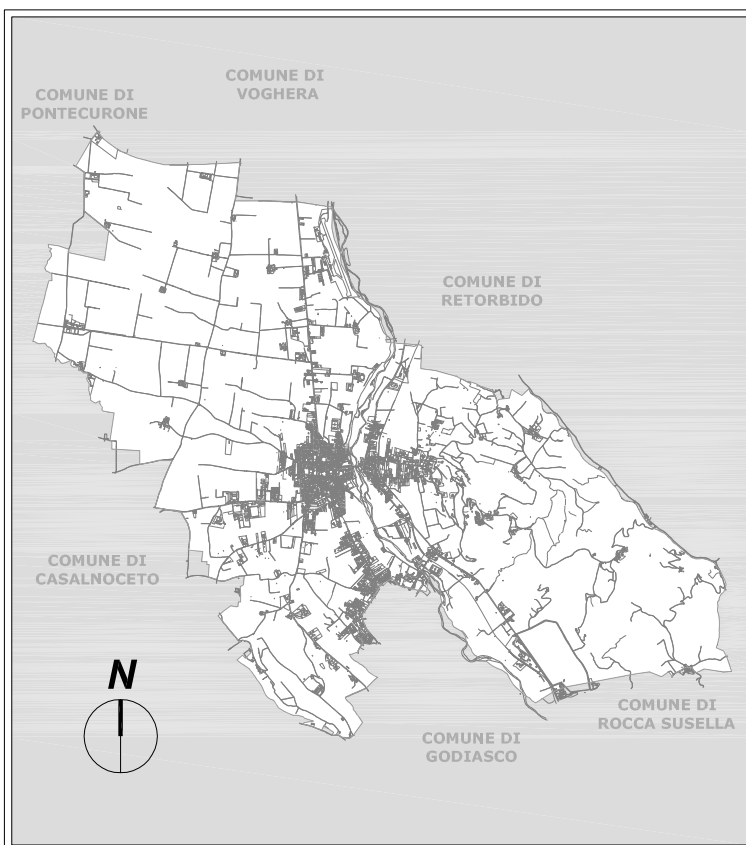 COMUNE DI
VOGHERA
COMUNE DI
PONTECURONE
COMUNE DI
RETORBIDO
COMUNE DI
CASALNOCETO
N
COMUNE DI
ROCCA SUSELLA
COMUNE DI
GODIASCO